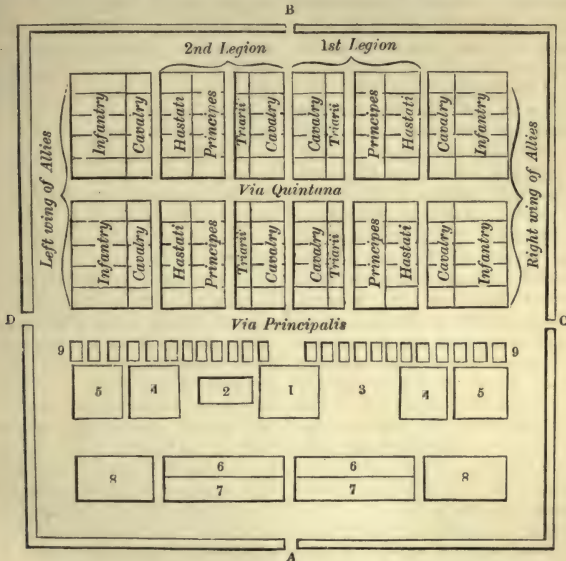 B
2nd Legion 1st Legion
Left wing of Allies
Infantry Cavalry Hastati Principes Triarii Cavalry Cavalry Triarii Principes Hastati Cavalry Infantry
Right wing of Allies
Via Quintana
Infantry Cavalry Hastati Principes Triarii Cavalry Cavalry Triarii Principes Hastati Cavalry Infantry
D Via Principalis C
9 9
5 4 2 1 3 4 5
8 6 6 8
7 7
A